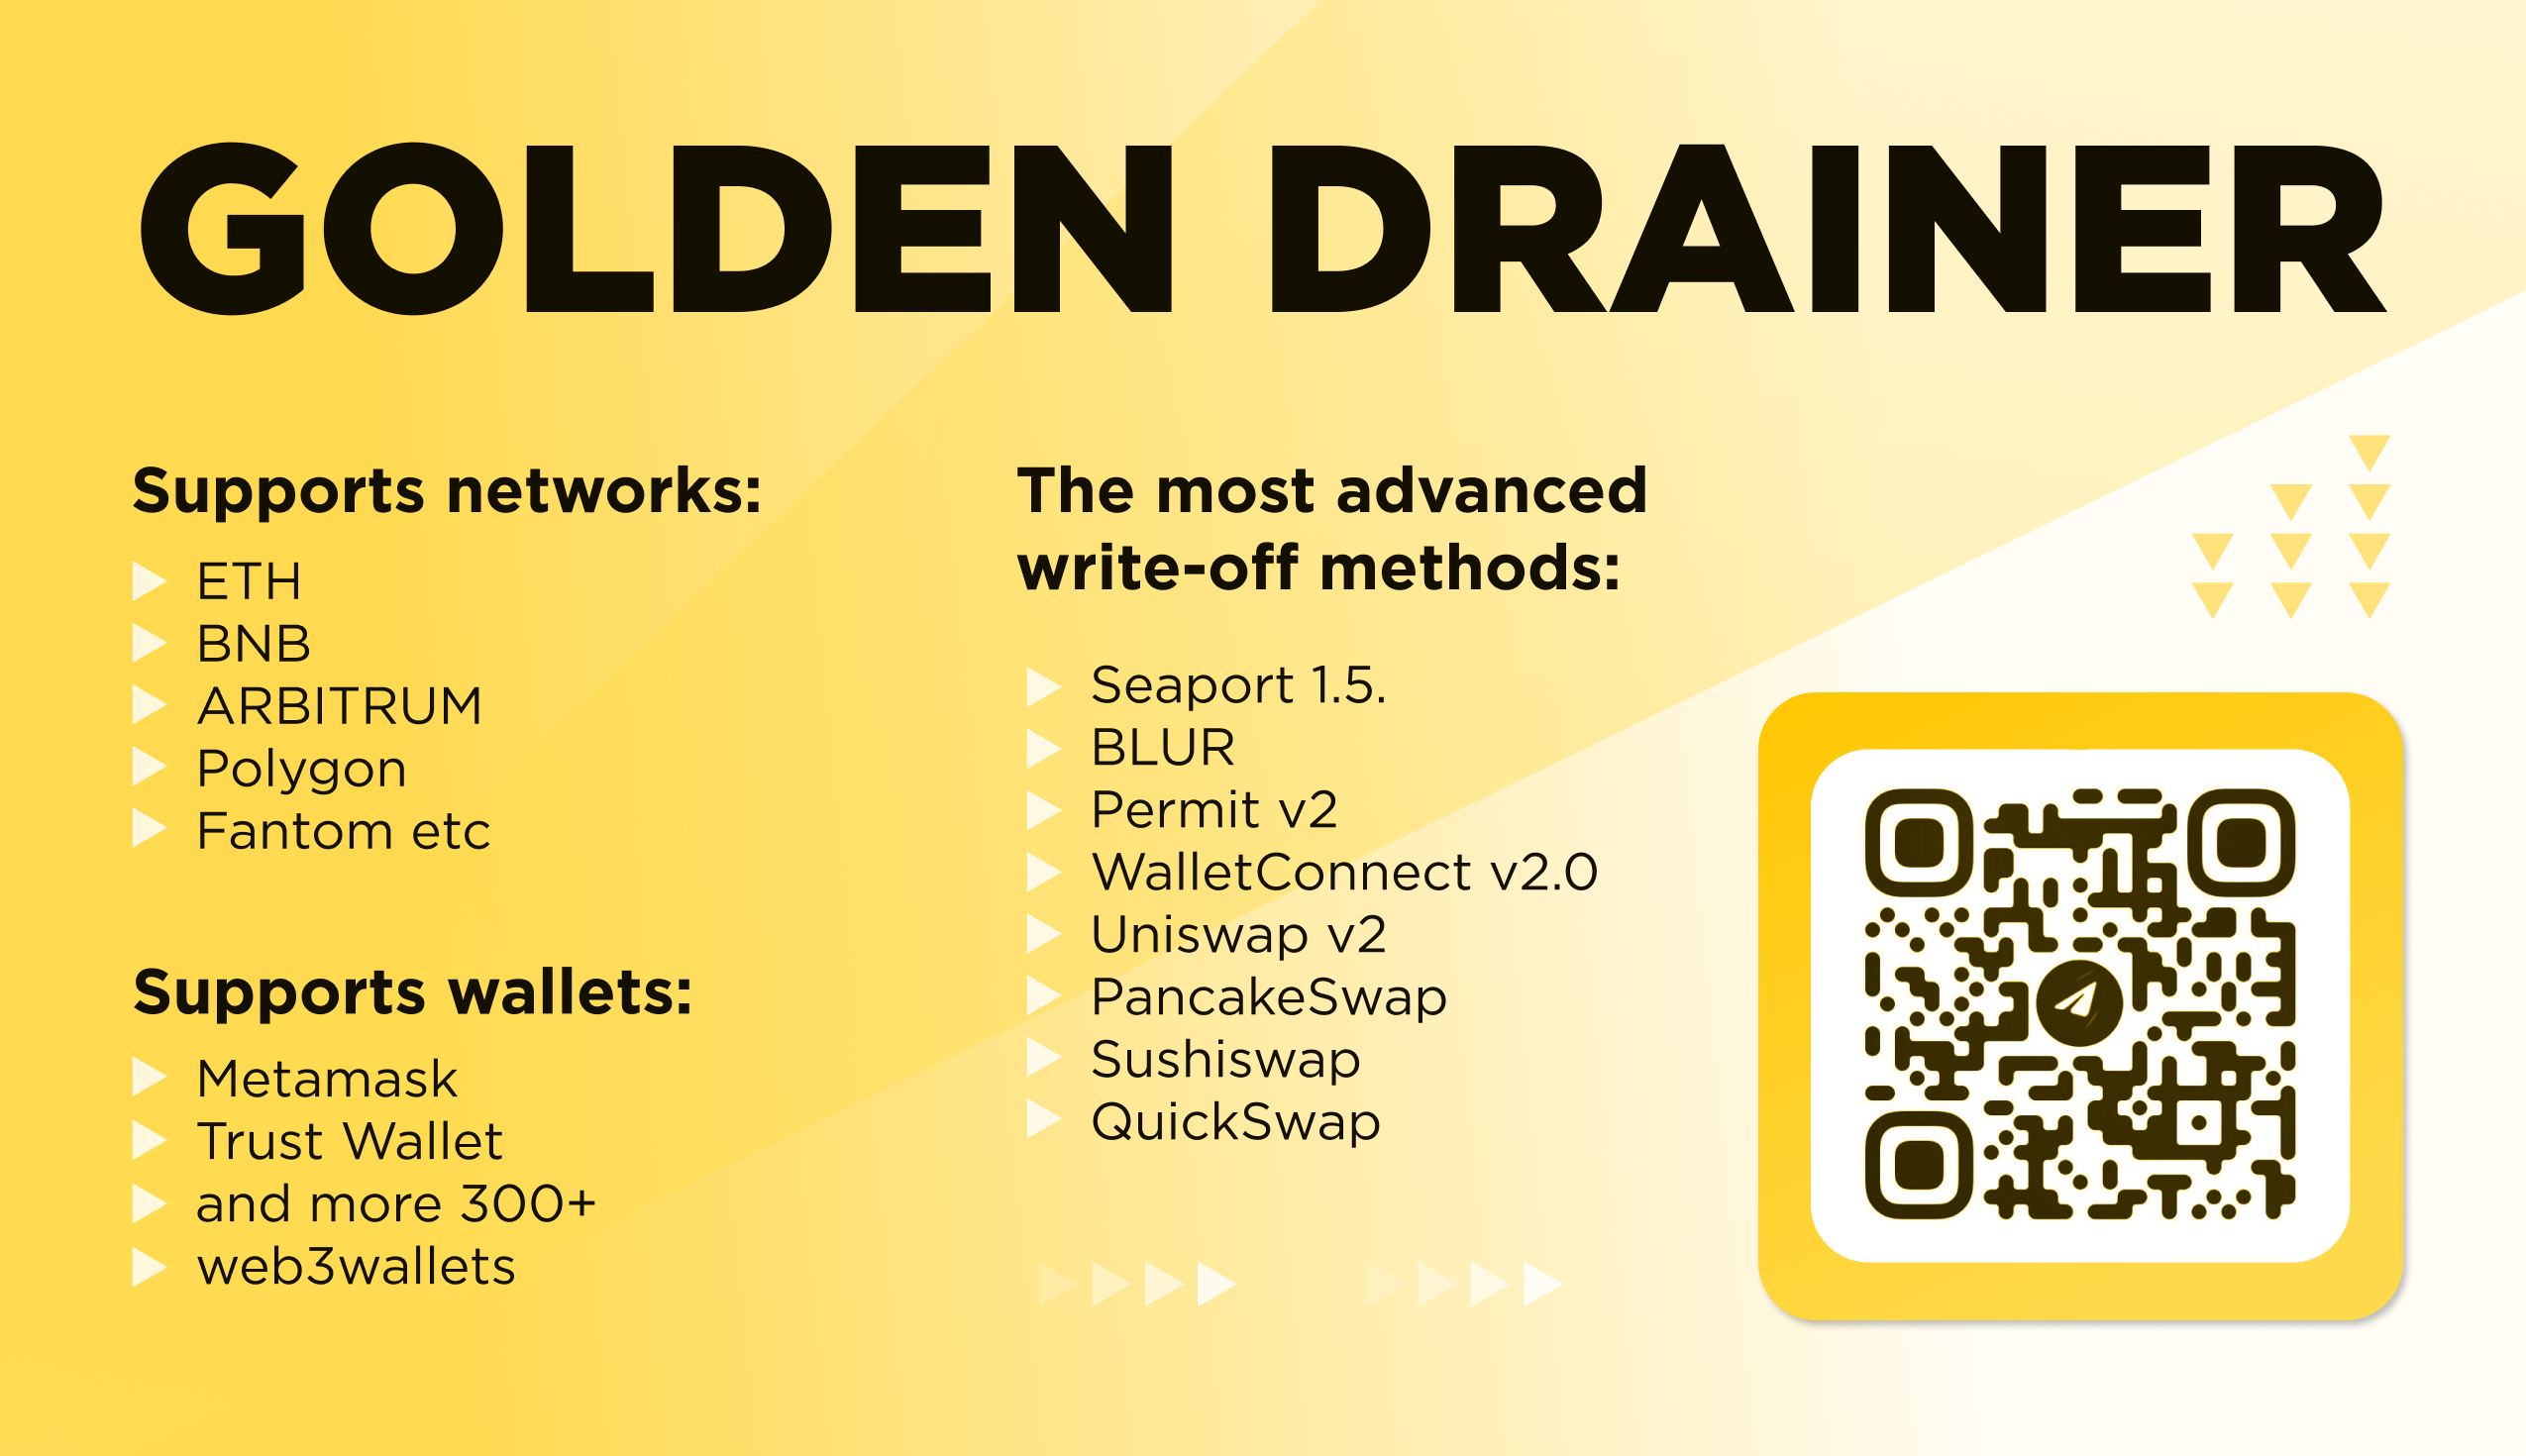 GOLDEN DRAINER
Supports networks:
ETH
BNB
ARBITRUM
Polygon
Fantom etc
Supports wallets:
Metamask
Trust Wallet
and more 300+
web3wallets
The most advanced
write-off methods:
Seaport 1.5.
BLUR
Permit v2
WalletConnect v2.0
Uniswap v2
PancakeSwap
Sushiswap
QuickSwap